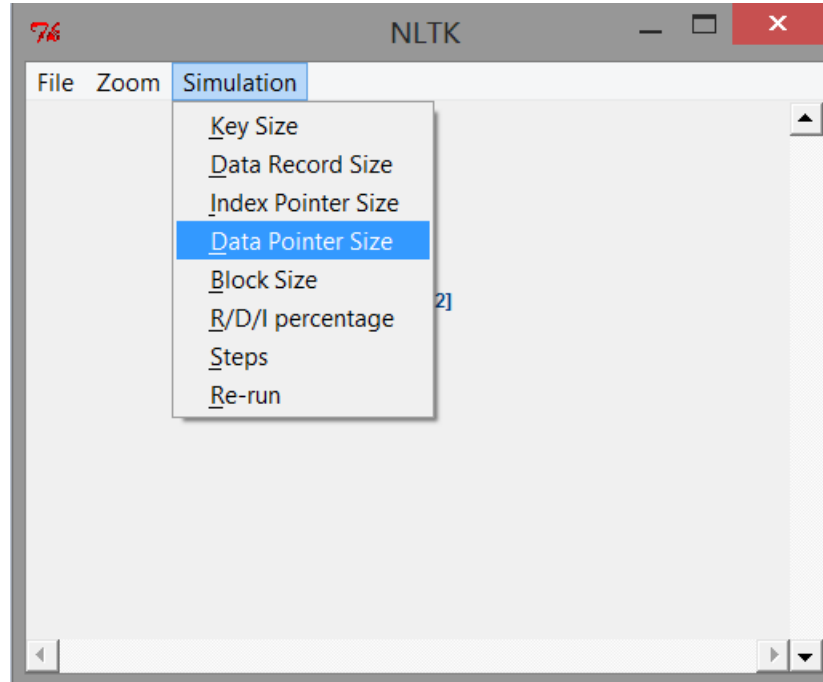 NLTK
File Zoom Simulation
Key Size
Data Record Size
Index Pointer Size
Data Pointer Size
Block Size
2]
R/D/I percentage
Steps
Re-run